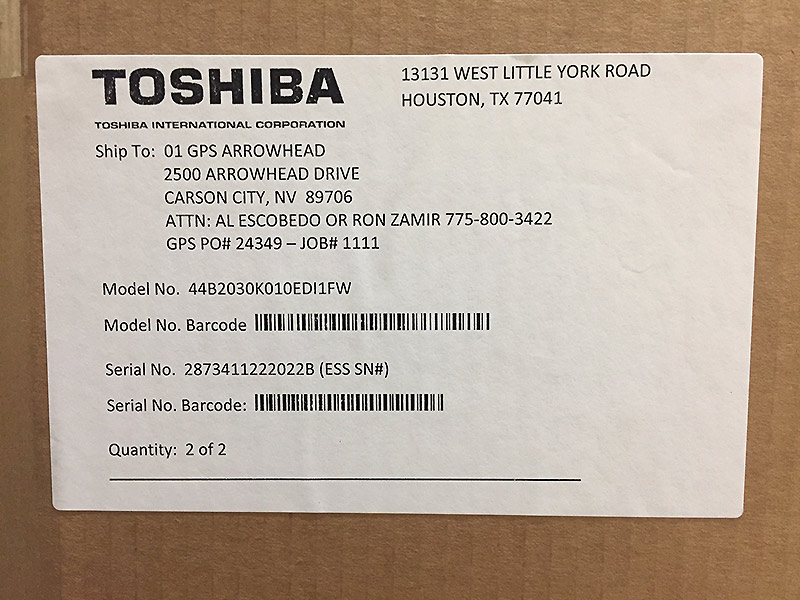 TOSHIBA
TOSHIBA INTERNATIONAL CORPORATION
13131 WEST LITTLE YORK ROAD
HOUSTON, TX 77041
Ship To: 01 GPS ARROWHEAD
2500 ARROWHEAD DRIVE
CARSON CITY, NV 89706
ATTN: AL ESCOBEDO OR RON ZAMIR 775-800-3422
GPS PO# 24349 – JOB# 1111
Model No. 44B2030K010EDI1FW
Model No. Barcode
Serial No. 2873411222022B (ESS SN#)
Serial No. Barcode:
Quantity: 2 of 2